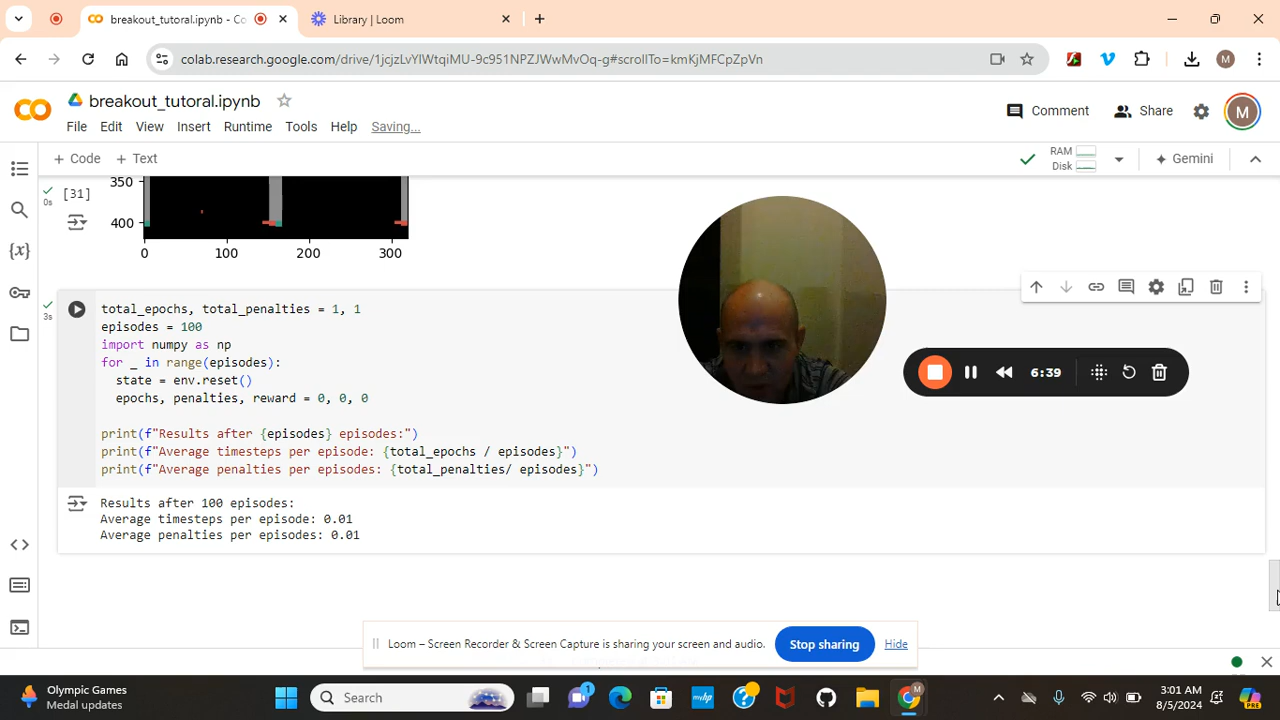 breakout_tutoral.ipynb - Co
Library | Loom
colab.research.google.com/drive/1jcjzLvYIWtqiMU-9c951NPZJWwMvOq-g#scrollTo=kmKjMFCpZpVn
M
breakout_tutoral.ipynb
Comment
Share
M
File Edit View Insert Runtime Tools Help Saving...
+ Code + Text
RAM
Disk
Gemini
0s
[31]
350
400
0 100 200 300
3s
total_epochs, total_penalties = 1, 1
episodes = 100
import numpy as np
for _ in range(episodes):
state = env.reset()
epochs, penalties, reward = 0, 0, 0
print(f"Results after {episodes} episodes:")
print(f"Average timesteps per episode: {total_epochs / episodes}")
print(f"Average penalties per episodes: {total_penalties/ episodes}")
6:39
Results after 100 episodes:
Average timesteps per episode: 0.01
Average penalties per episodes: 0.01
Loom – Screen Recorder & Screen Capture is sharing your screen and audio.
Stop sharing
Hide
Olympic Games
Medal updates
Search
1
myhp
M
3:01 AM
8/5/2024
PRE